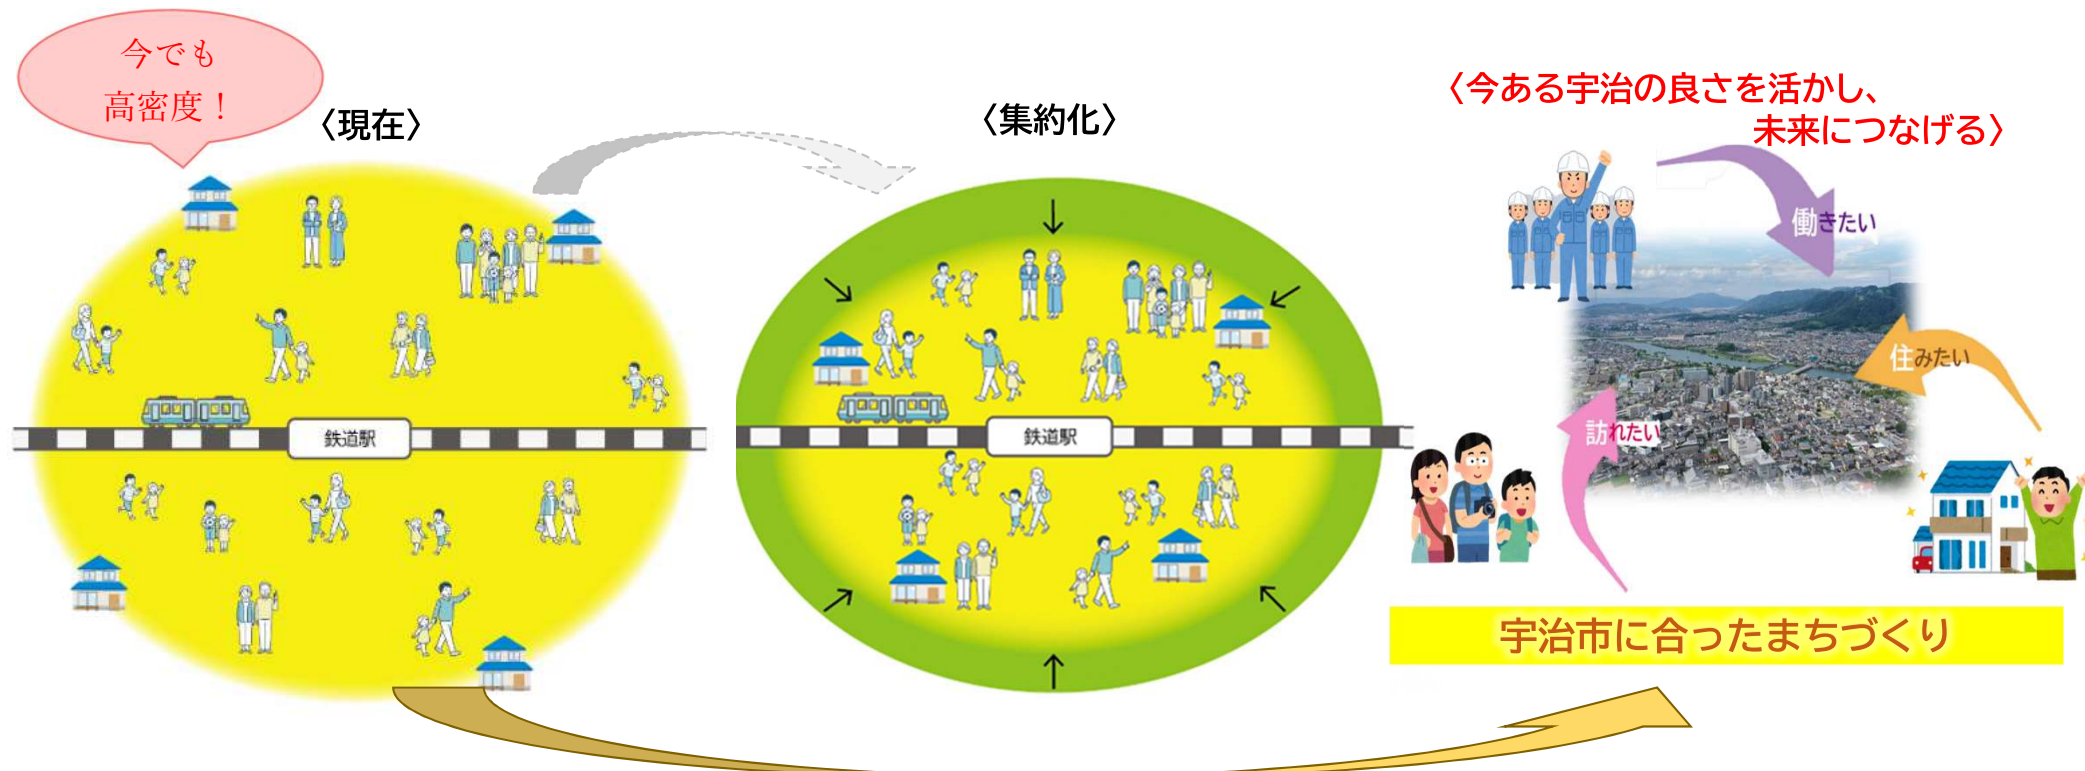 今でも
高密度！
〈現在〉
鉄道駅
〈集約化〉
鉄道駅
〈今ある宇治の良さを活かし、
未来につなげる〉
働きたい
住みたい
訪れたい
宇治市に合ったまちづくり